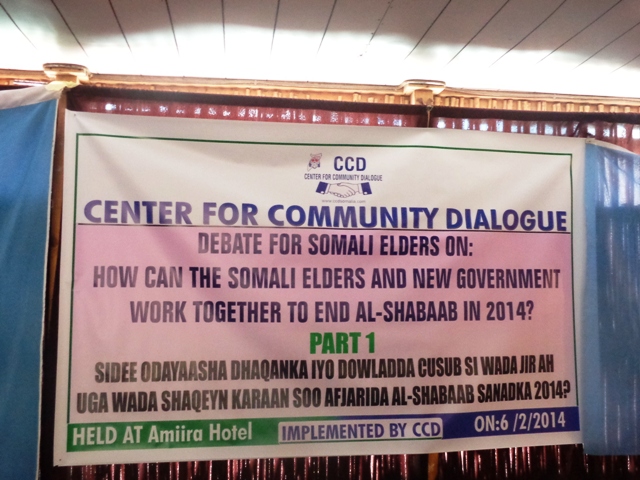 CCD
CENTER FOR COMMUNITY DIALOGUE
CENTER FOR COMMUNITY DIALOGUE
DEBATE FOR SOMALI ELDERS ON:
HOW CAN THE SOMALI ELDERS AND NEW GOVERNMENT
WORK TOGETHER TO END AL-SHABAAB IN 2014?
PART 1
SIDEE ODAYAASHA DHAQANKA IYO DOWLADDA CUSUB SI WADA JIR AH
UGA WADA SHAQEYN KARAAN SOO AFJARIDA AL-SHABAAB SANADKA 2014?
HELD AT Amiira Hotel IMPLEMENTED BY CCD ON:6 /2/2014